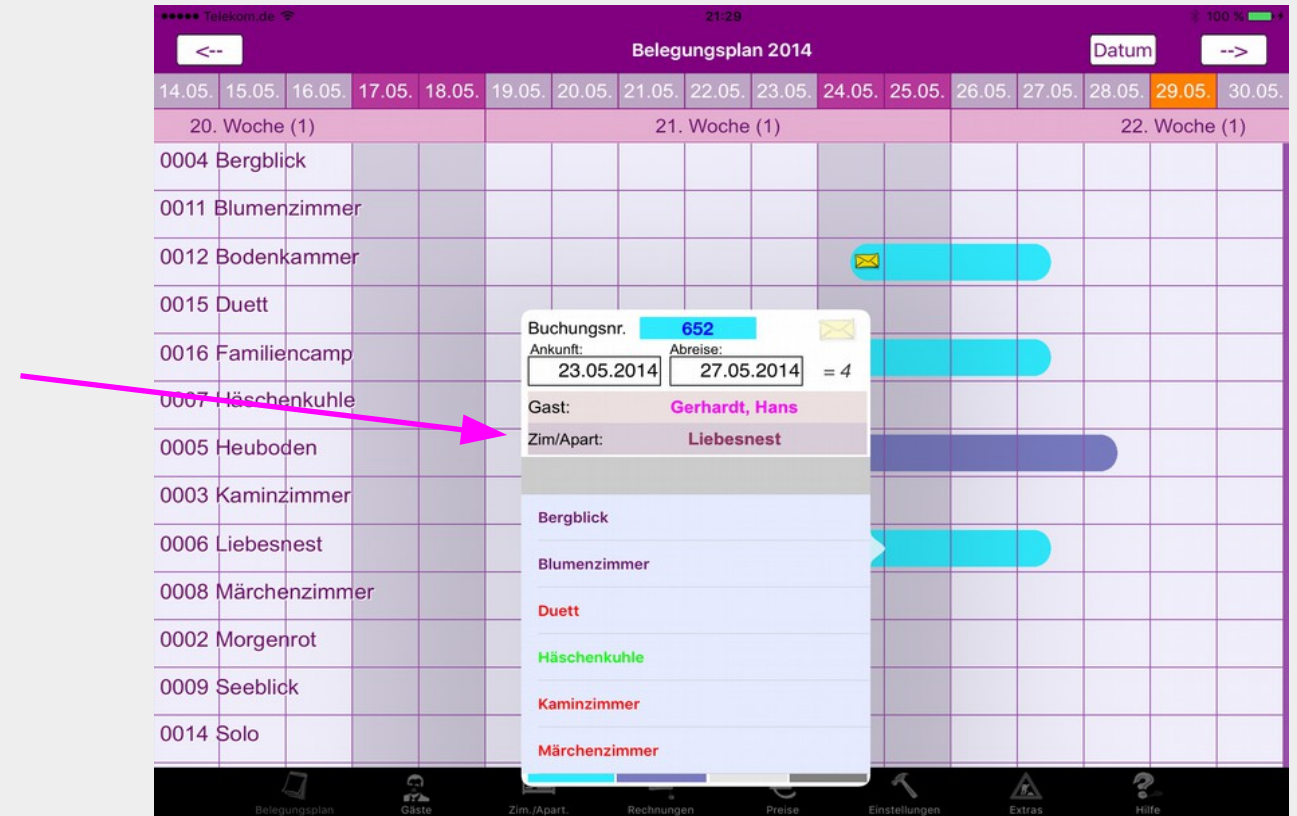 Telekom.de 21:29 100 %
<-- Belegungsplan 2014 Datum -->
14.05. 15.05. 16.05. 17.05. 18.05. 19.05. 20.05. 21.05. 22.05. 23.05. 24.05. 25.05. 26.05. 27.05. 28.05. 29.05. 30.05.
20. Woche (1) 21. Woche (1) 22. Woche (1)
0004 Bergblick
0011 Blumenzimmer
0012 Bodenkammer
0015 Duett
0016 Familiencamp
0007 Häschenkuhle
0005 Heuboden
0003 Kaminzimmer
0006 Liebesnest
0008 Märchenzimmer
0002 Morgenrot
0009 Seeblick
0014 Solo
Buchungsnr. 652
Ankunft: Abreise:
23.05.2014 27.05.2014 = 4
Gast: Gerhardt, Hans
Zim/Apart: Liebesnest
Bergblick
Blumenzimmer
Duett
Häschenkuhle
Kaminzimmer
Märchenzimmer
Belegungsplan Gäste Zim./Apart. Rechnungen Preise Einstellungen Extras Hilfe